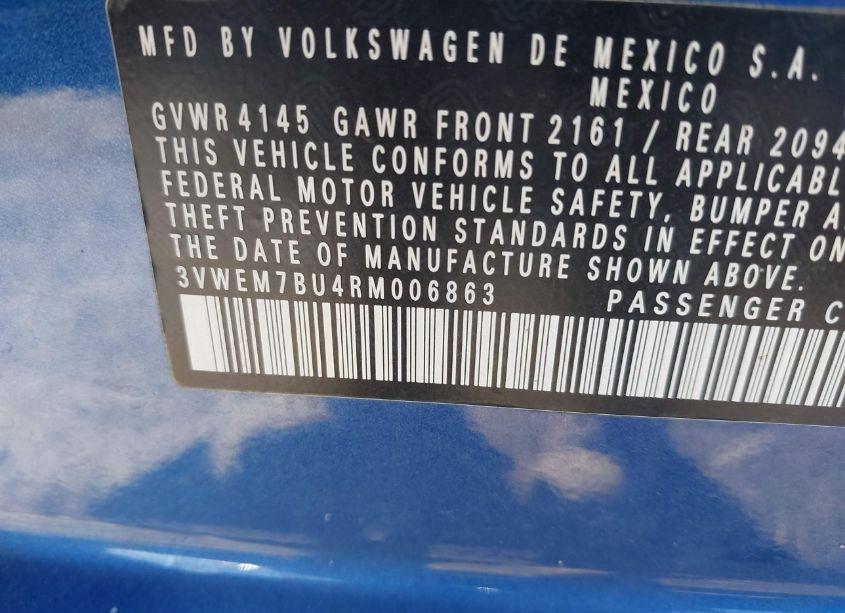 MFD BY VOLKSWAGEN DE MEXICO S.A.
MEXICO
GVWR 4145 GAWR FRONT 2161 / REAR 2094
THIS VEHICLE CONFORMS TO ALL APPLICABL
FEDERAL MOTOR VEHICLE SAFETY, BUMPER A
THEFT PREVENTION STANDARDS IN EFFECT ON
THE DATE OF MANUFACTURE SHOWN ABOVE.
3VWEM7BU4RM006863 PASSENGER C